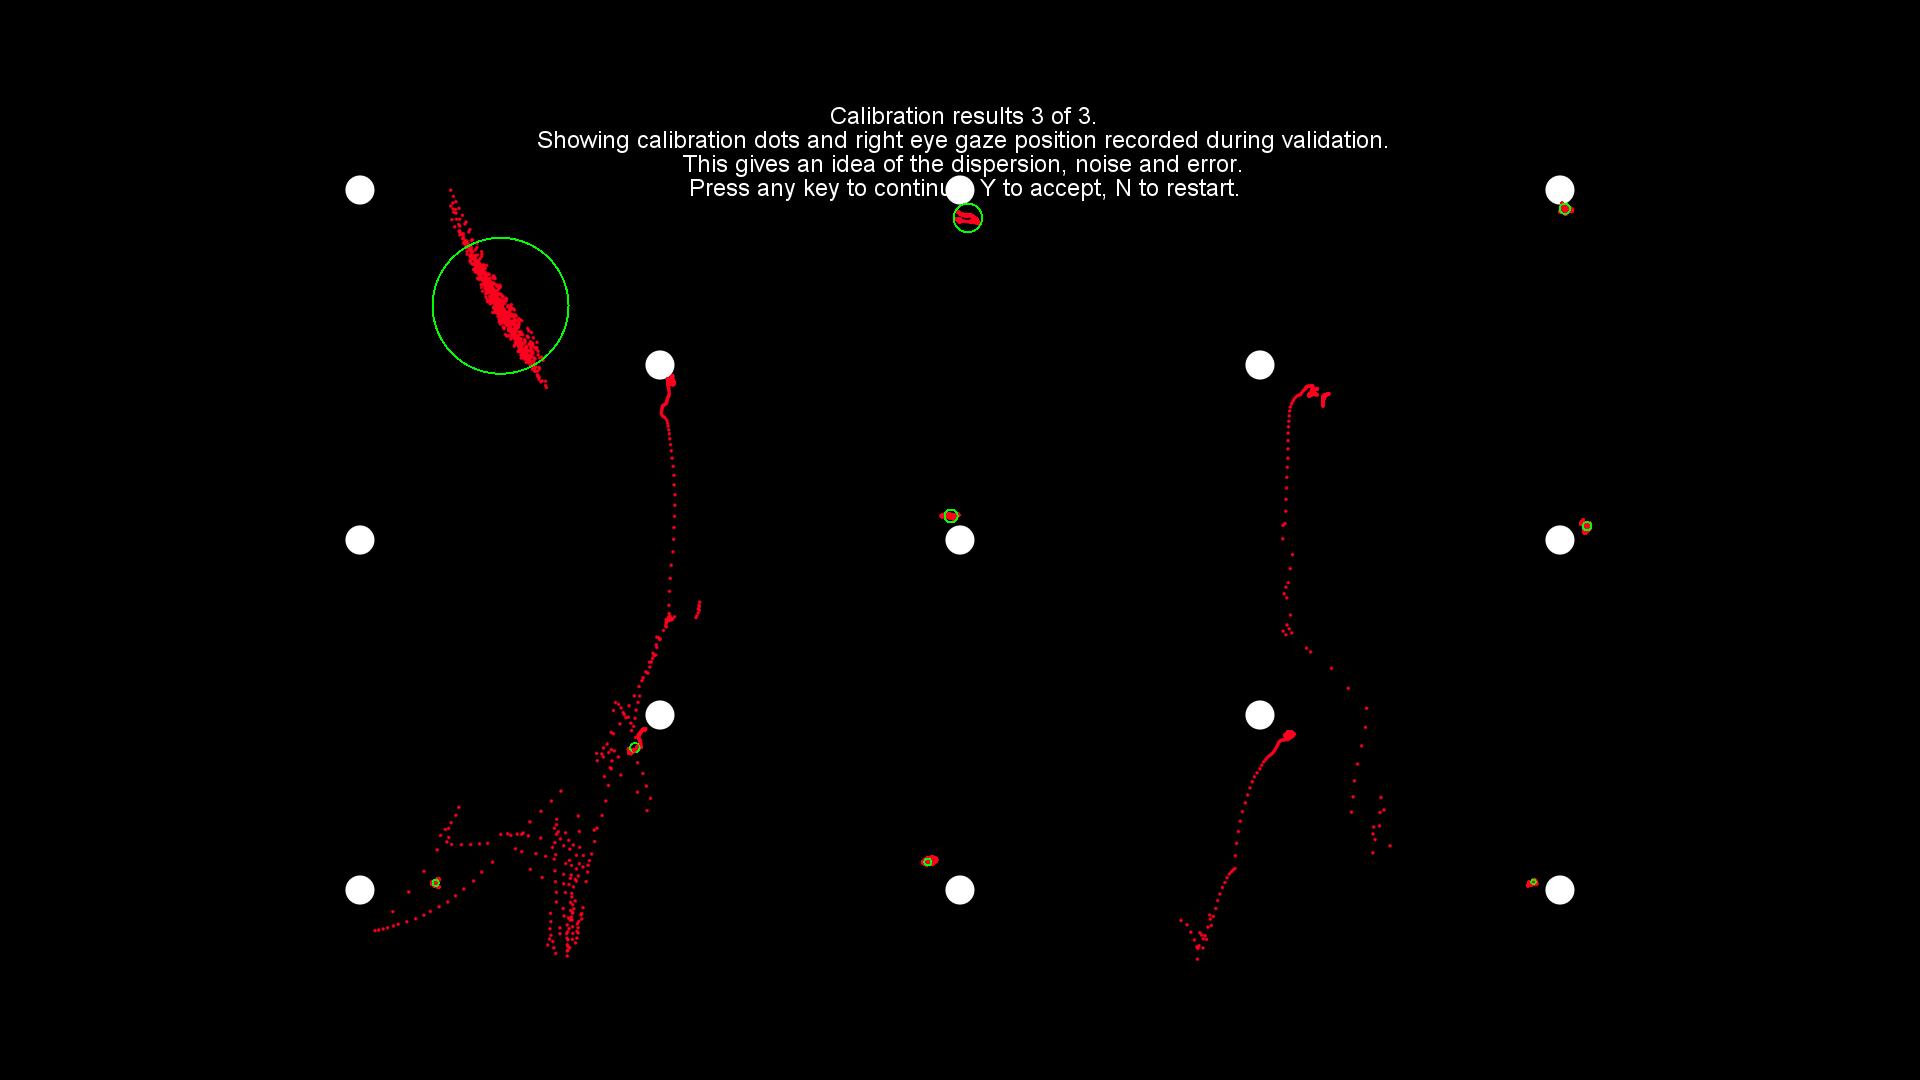 Calibration results 3 of 3.
Showing calibration dots and right eye gaze position recorded during validation.
This gives an idea of the dispersion, noise and error.
Press any key to continu Y to accept, N to restart.